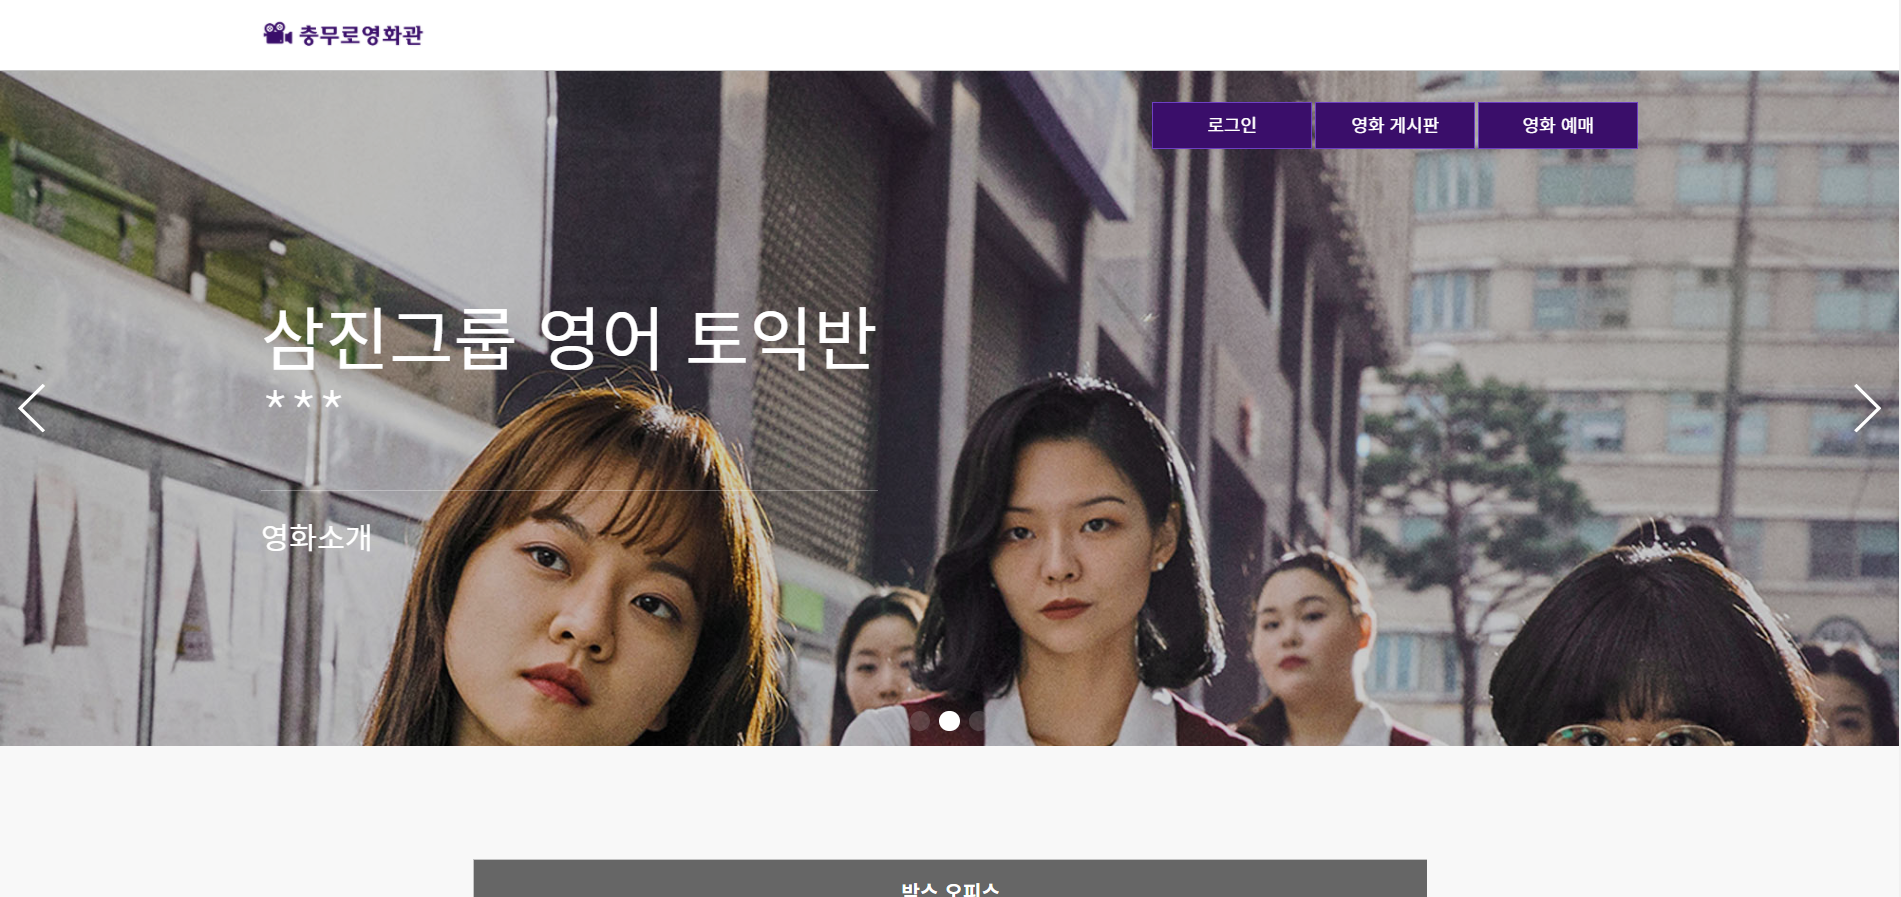 충무로영화관
로그인
영화 게시판
영화 예매
삼진그룹 영어 토익반
***
영화소개
박스 오피스